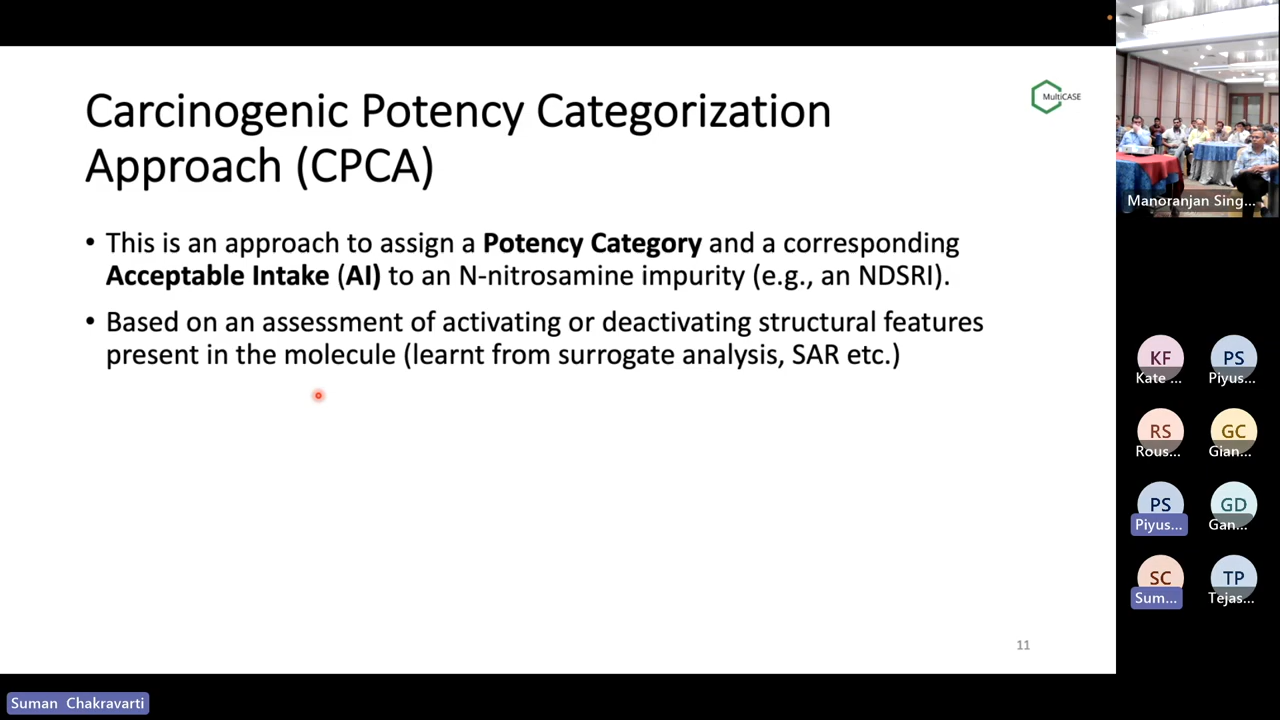 Carcinogenic Potency Categorization
Approach (CPCA)
MultiCASE
• This is an approach to assign a Potency Category and a corresponding
Acceptable Intake (AI) to an N-nitrosamine impurity (e.g., an NDSRI).
• Based on an assessment of activating or deactivating structural features
present in the molecule (learnt from surrogate analysis, SAR etc.)
11
Suman Chakravarti
Manoranjan Sing...
KF
Kate ...
PS
Piyus...
RS
Rous...
GC
Gian...
PS
Piyus...
GD
Gan...
SC
Sum...
TP
Tejas...